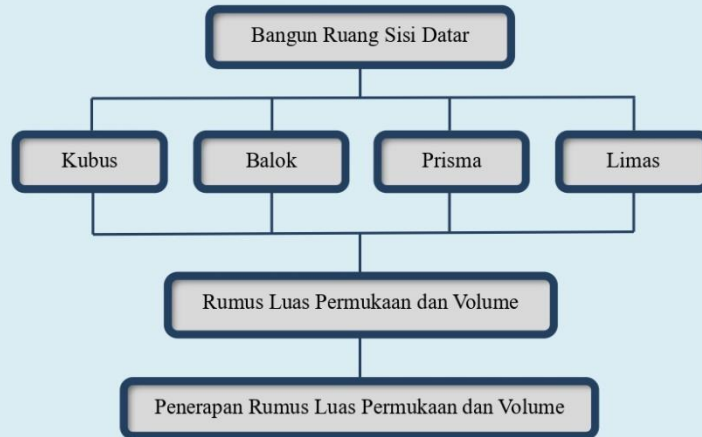 Bangun Ruang Sisi Datar
Kubus
Balok
Prisma
Limas
Rumus Luas Permukaan dan Volume
Penerapan Rumus Luas Permukaan dan Volume